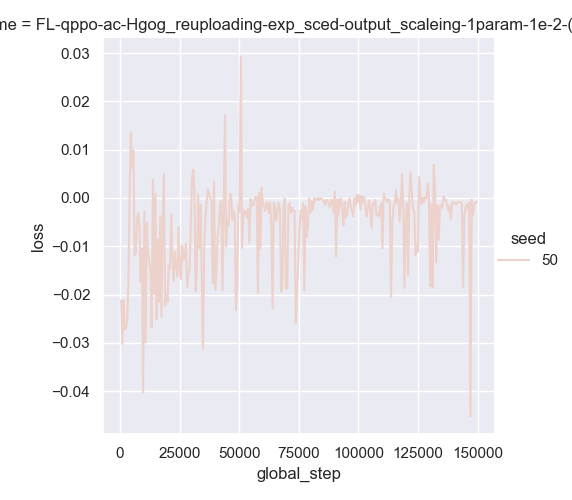 me = FL-qppo-ac-Hgog_reuploading-exp_sced-output_scaleing-1param-1e-2-(
0.03
0.02
0.01
0.00
−0.01
−0.02
−0.03
−0.04
loss
seed
50
0 25000 50000 75000 100000 125000 150000
global_step